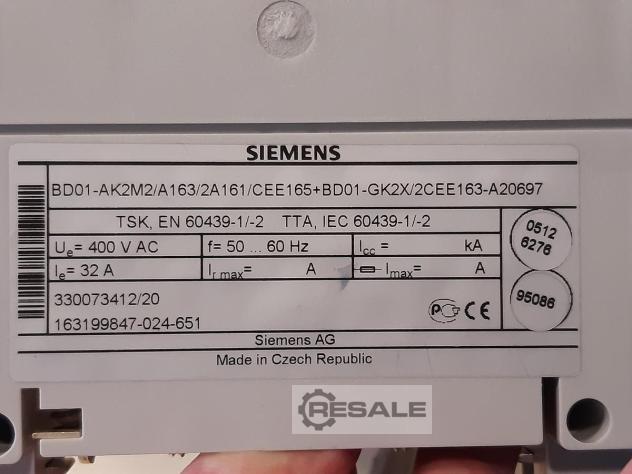 SIEMENS
BD01-AK2M2/A163/2A161/CEE165+BD01-GK2X/2CEE163-A20697
TSK, EN 60439-1/-2 TTA, IEC 60439-1/-2
Ue= 400 V AC f= 50 ... 60 Hz Icc = kA
Ie= 32 A Ir max= A Imax= A
0512
6276
330073412/20
163199847-024-651
PCT CE
95086
Siemens AG
Made in Czech Republic
RESALE